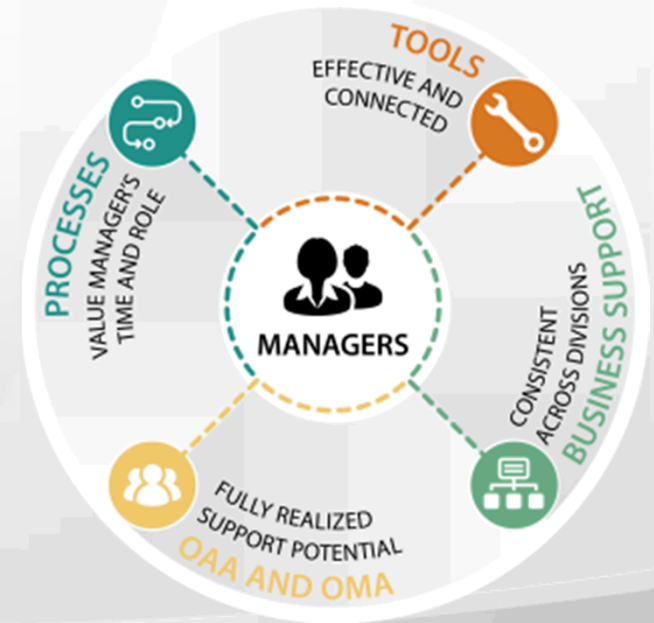 TOOLS
EFFECTIVE AND
CONNECTED
PROCESSES
VALUE MANAGER'S
TIME AND ROLE
MANAGERS
CONSISTENT
ACROSS DIVISIONS
BUSINESS SUPPORT
FULLY REALIZED
SUPPORT POTENTIAL
OAA AND OMA